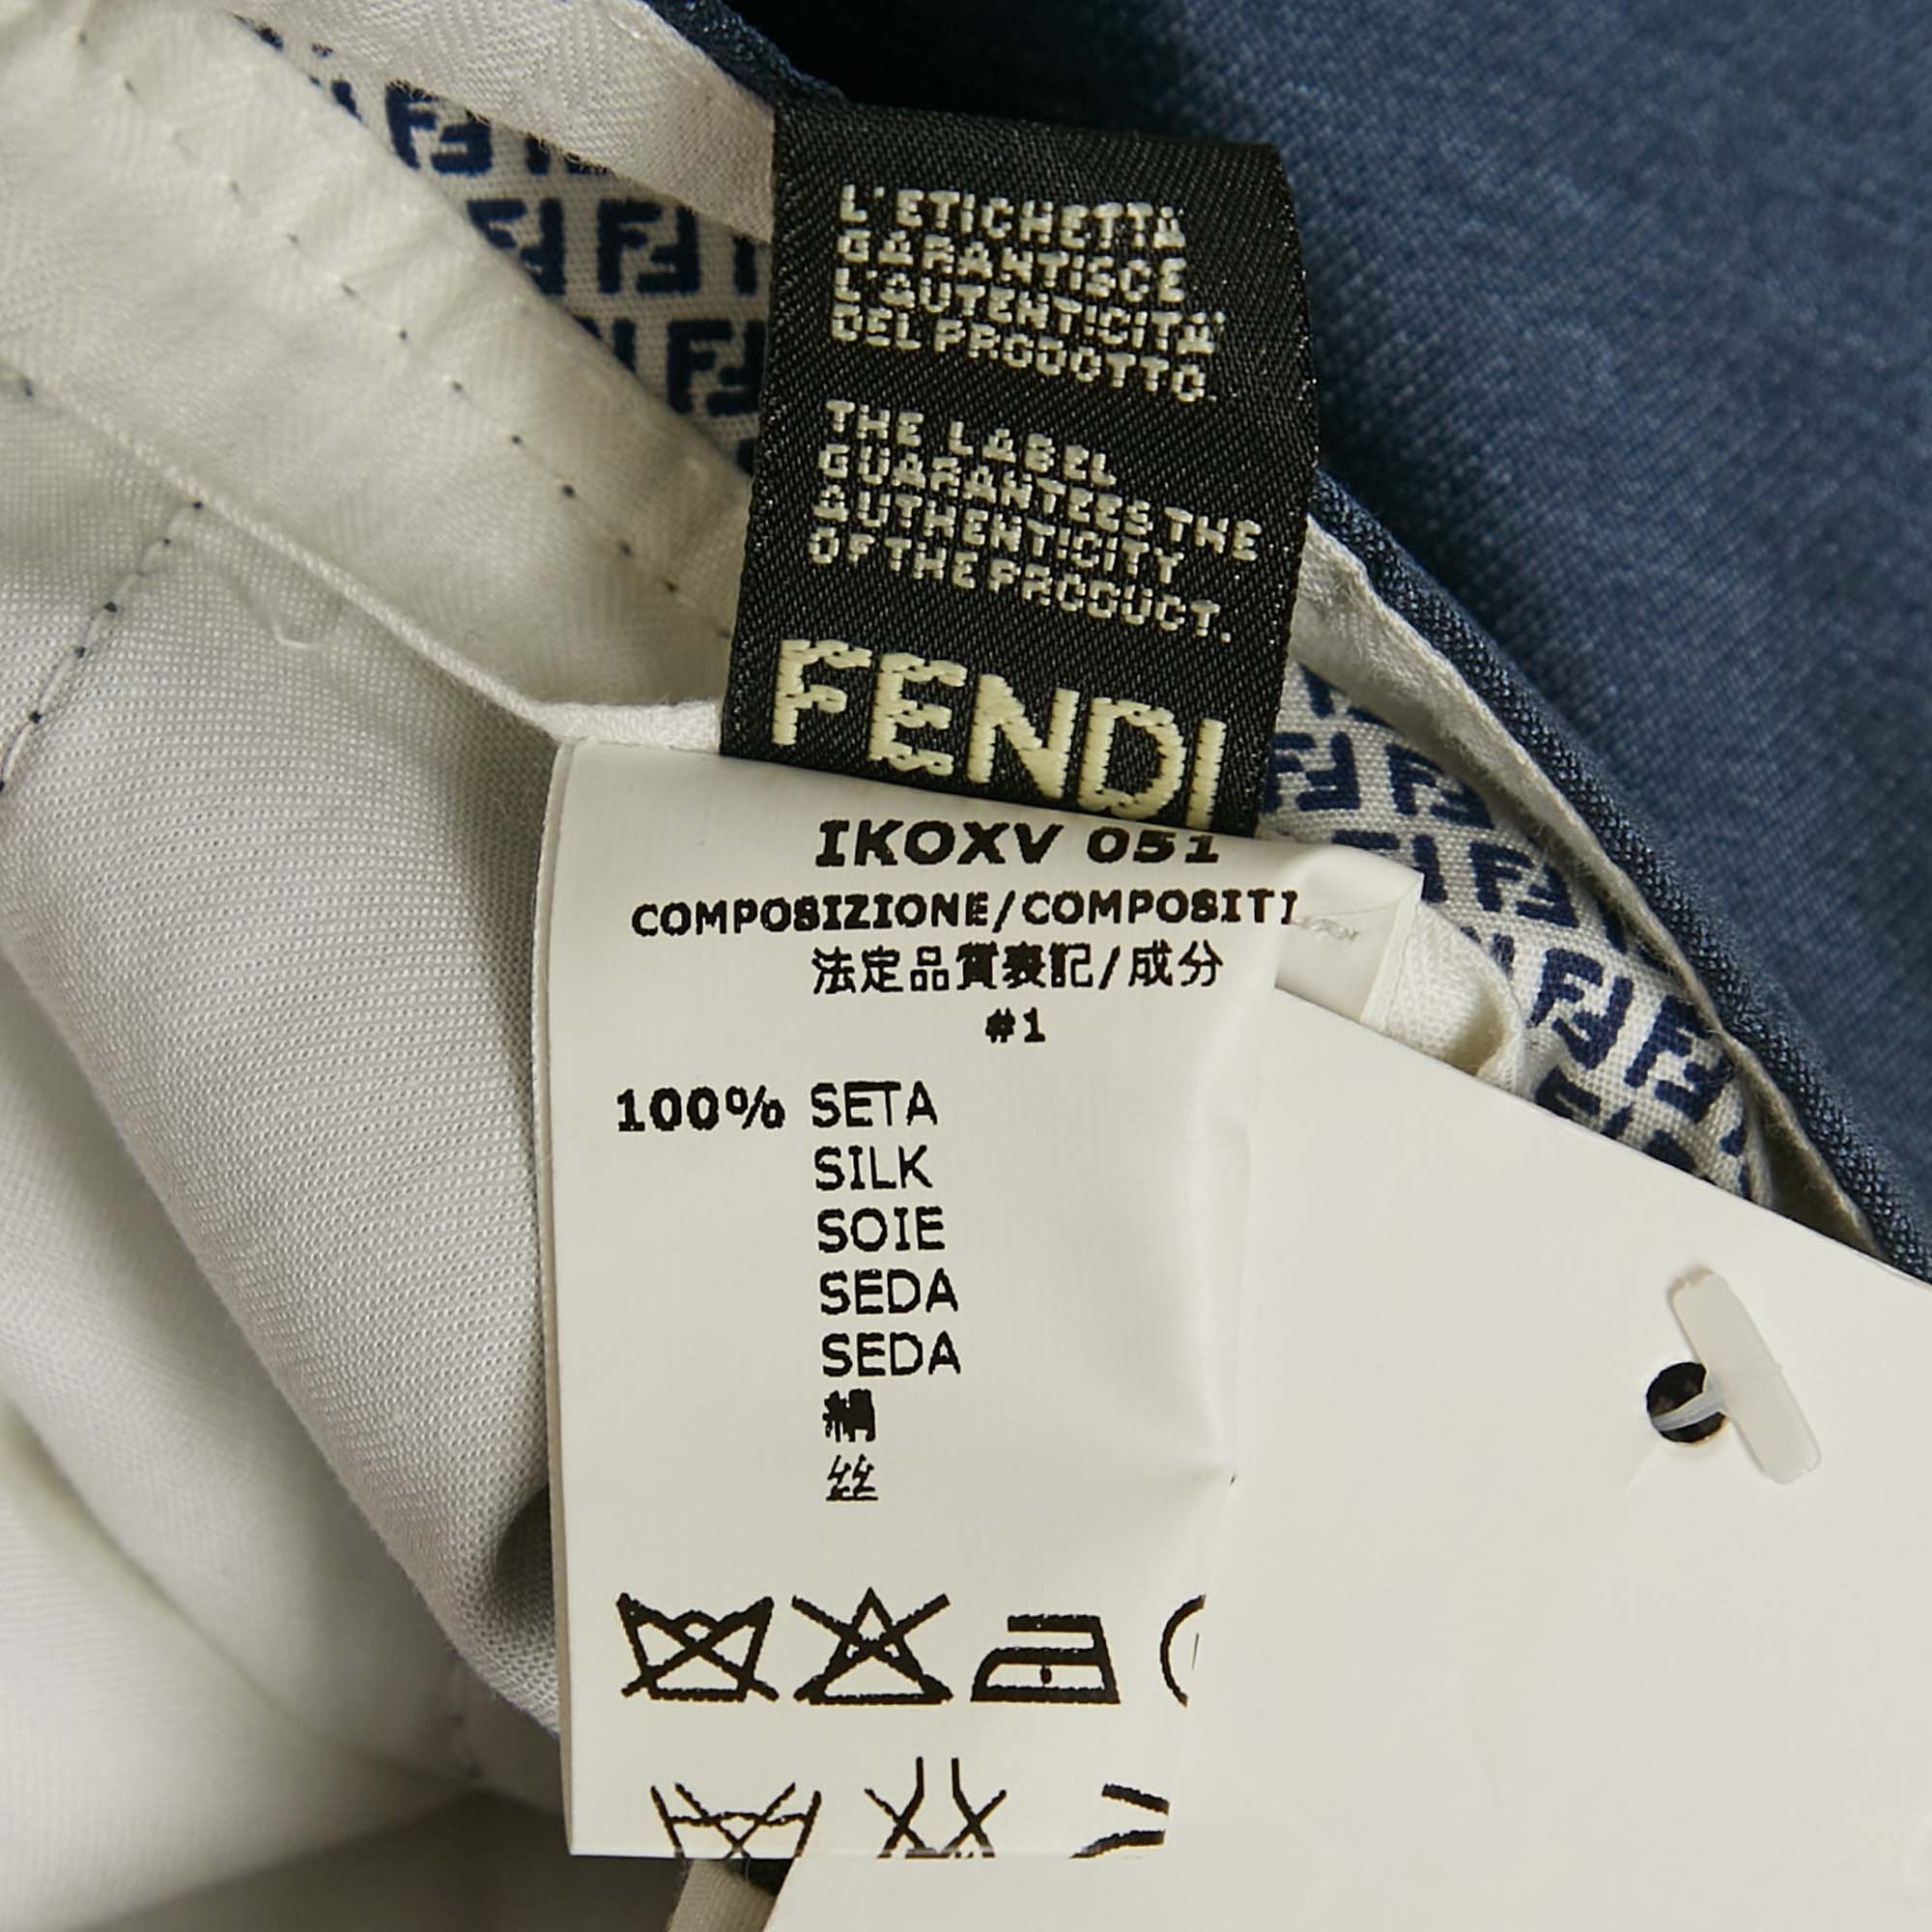 L'ETICHETTA
GARANTISCE
L'AUTENTICITA'
DEL PRODOTTO.
THE LABEL
GUARANTEES THE
AUTHENTICITY
OF THE PRODUCT.
FENDI
IKOXV 051
COMPOSIZIONE/COMPOSITI
法定品質表記/成分
#1
100% SETA
SILK
SOIE
SEDA
SEDA
絹
丝